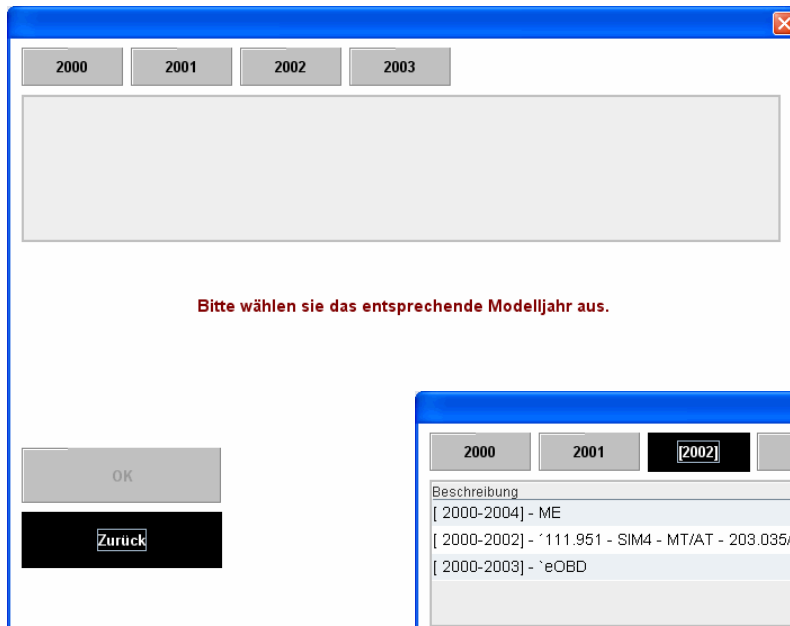 2000 2001 2002 2003
Bitte wählen sie das entsprechende Modelljahr aus.
OK
Zurück
2000 2001 [2002]
Beschreibung
[ 2000-2004] - ME
[ 2000-2002] - ´111.951 - SIM4 - MT/AT - 203.035/
[ 2000-2003] - `eOBD